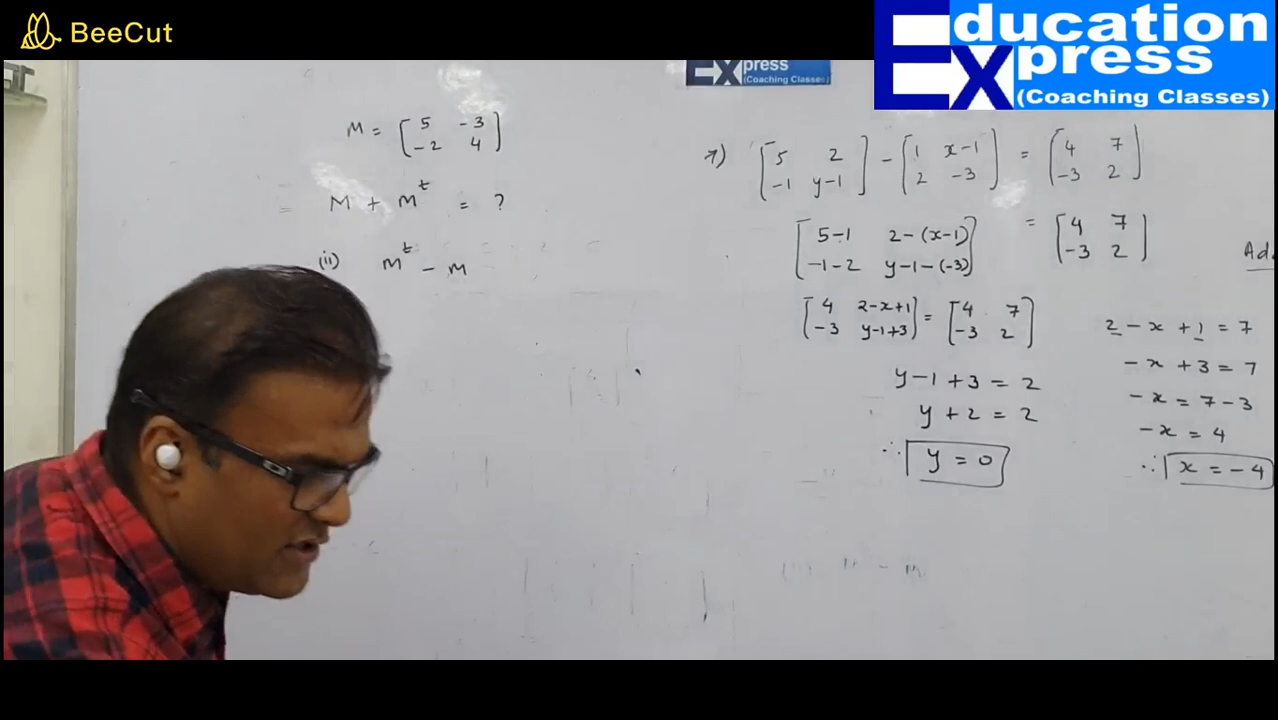 BeeCut
Education
Express
(Coaching Classes)
Express
(Coaching Classes)
M = [ 5 -3
-2 4 ]
M + M^t = ?
(ii) M^t - M
7) [ 5 2
-1 y-1 ] - [ 1 x-1
2 -3 ] = [ 4 7
-3 2 ]
[ 5-1 2-(x-1)
-1-2 y-1-(-3) ] = [ 4 7
-3 2 ]
[ 4 2-x+1
-3 y-1+3 ] = [ 4 7
-3 2 ]
y-1+3 = 2
y+2 = 2
∴ y = 0
2-x+1 = 7
-x+3 = 7
-x = 7-3
-x = 4
∴ x = -4